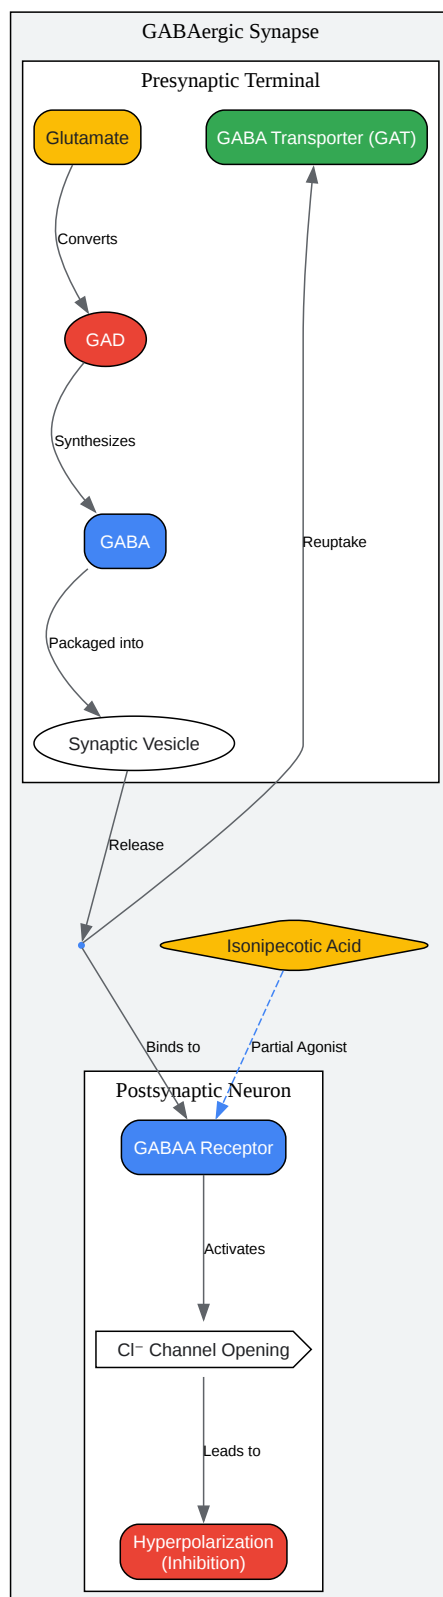 GABAergic Synapse
Presynaptic Terminal
Glutamate
GABA Transporter (GAT)
Converts
GAD
Synthesizes
GABA
Reuptake
Packaged into
Synaptic Vesicle
Release
Isonipecotic Acid
Binds to
Partial Agonist
Postsynaptic Neuron
GABAA Receptor
Activates
Cl⁻ Channel Opening
Leads to
Hyperpolarization
(Inhibition)